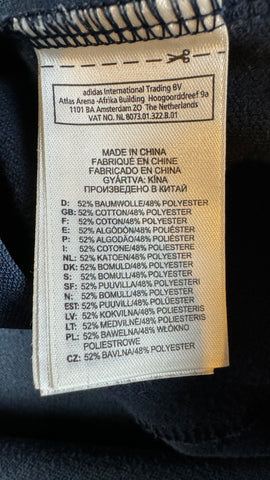 adidas International Trading BV
Atlas Arena -Afrika Building Hoogoorddreef 9a
1101 BA Amsterdam ZO The Netherlands
VAT NO. NL 8073.01.322.B.01
MADE IN CHINA
FABRIQUÉ EN CHINE
FABRICADO EN CHINA
GYÁRTVA: KÍNA
ПРОИЗВЕДЕНО В КИТАЙ
D: 52% BAUMWOLLE/48% POLYESTER
GB: 52% COTTON/48% POLYESTER
F: 52% COTON/48% POLYESTER
E: 52% ALGODÓN/48% POLIÉSTER
P: 52% ALGODÃO/48% POLIÉSTER
I: 52% COTONE/48% POLIESTERE
NL: 52% KATOEN/48% POLYESTER
DK: 52% BOMULD/48% POLYESTER
S: 52% BOMULL/48% POLYESTER
SF: 52% PUUVILLA/48% POLYESTERI
N: 52% BOMULL/48% POLYESTER
EST: 52% PUUVILL/48% POLÜESTER
LV: 52% KOKVILNA/48% POLIESTERIS
LT: 52% MEDVILNĖ/48% POLIESTERIS
PL: 52% BAWEŁNA/48% WŁÓKNO
POLIESTROWE
CZ: 52% BAVLNA/48% POLYESTER